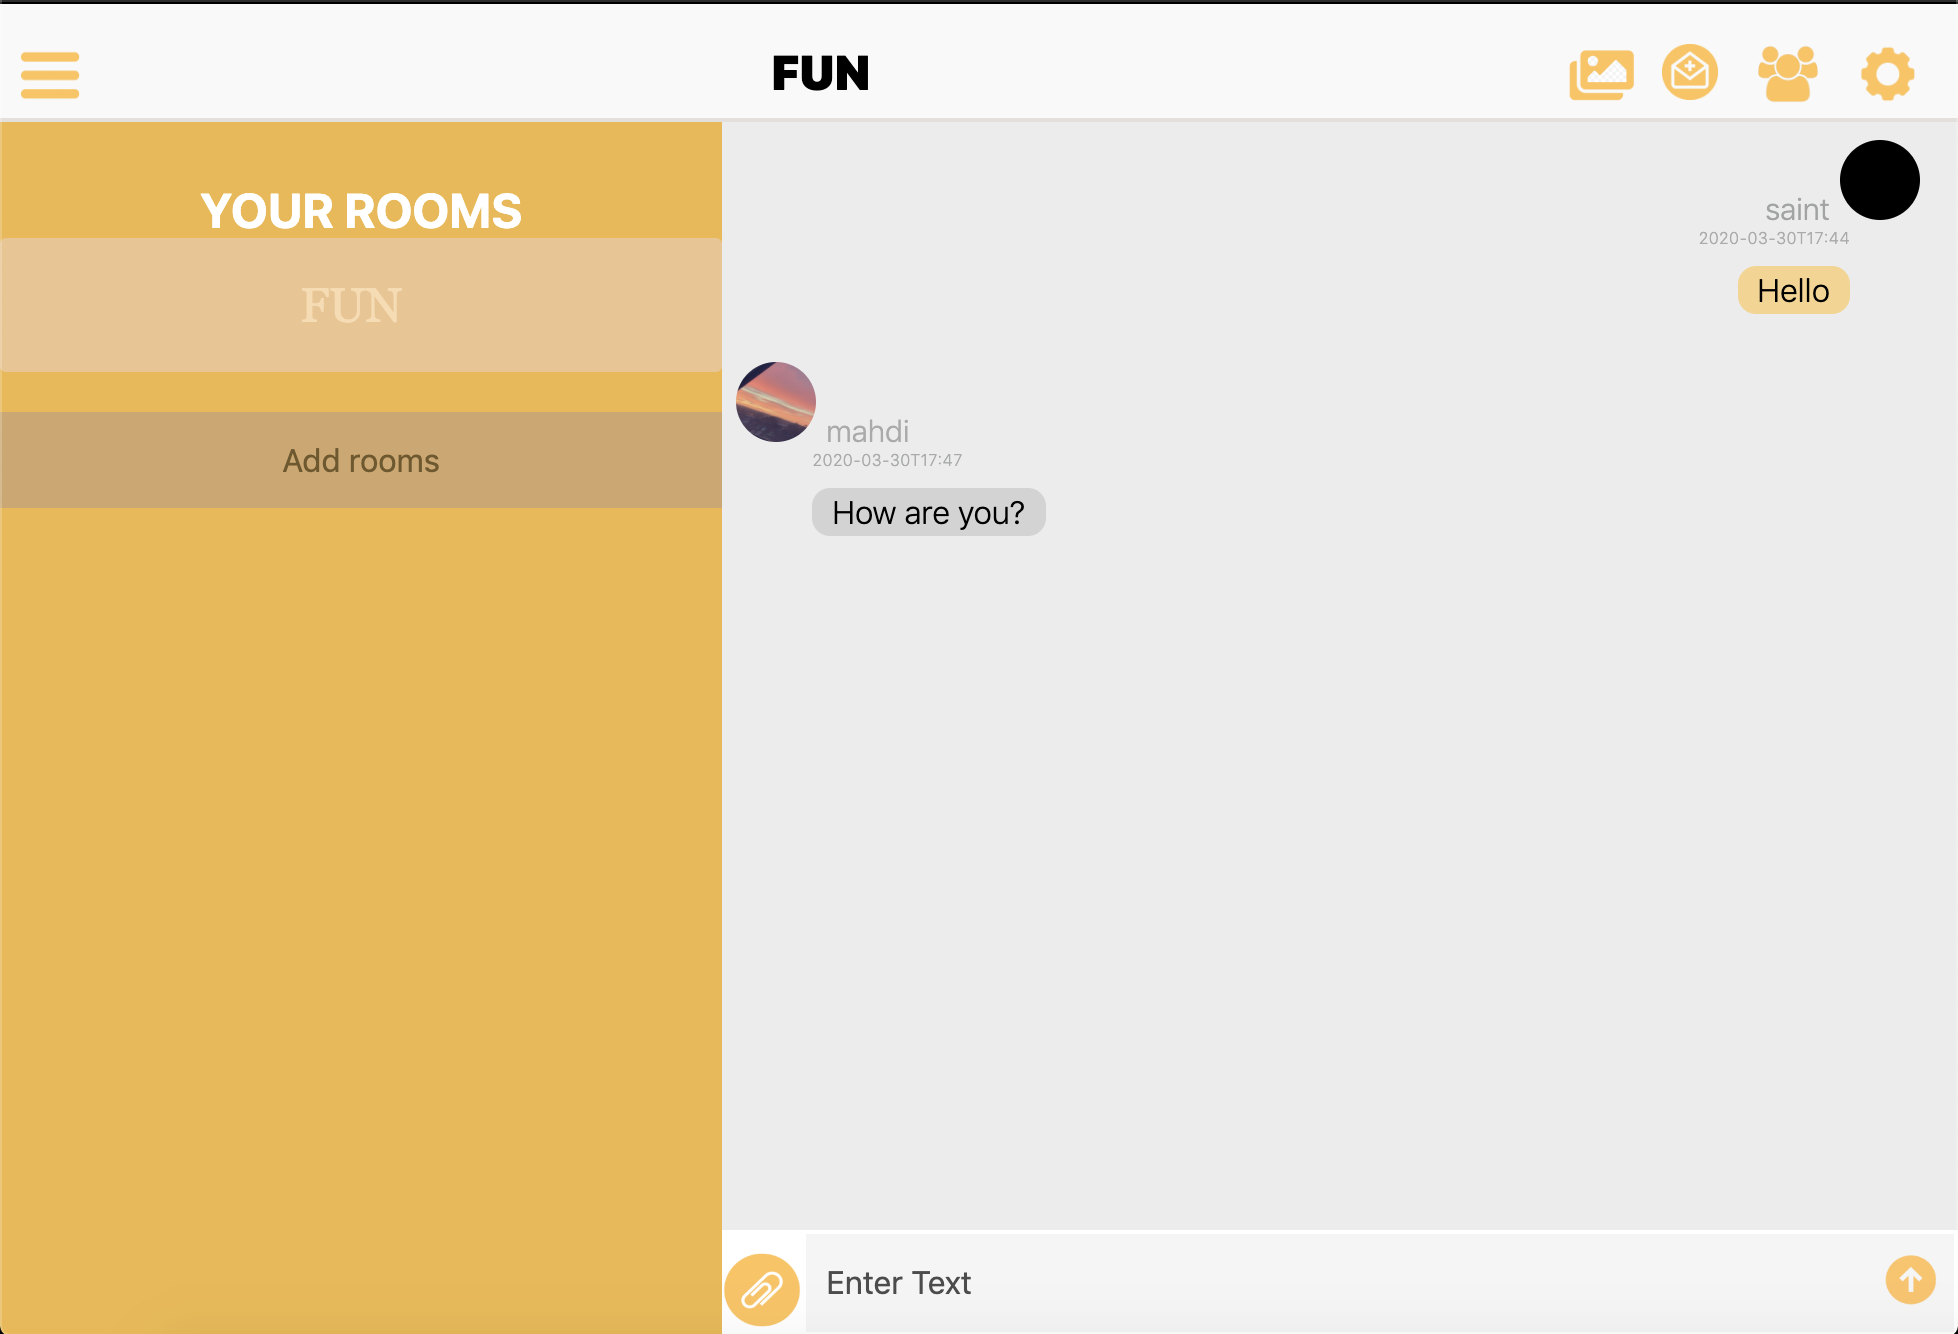 FUN
YOUR ROOMS
FUN
Add rooms
saint
2020-03-30T17:44
Hello
mahdi
2020-03-30T17:47
How are you?
Enter Text